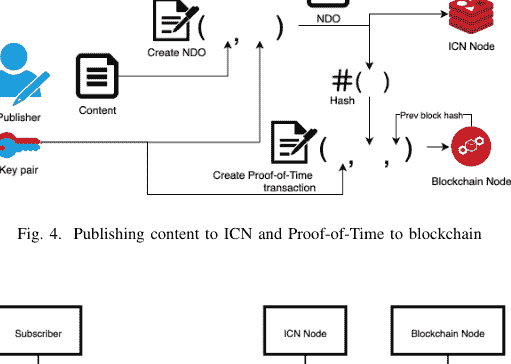 ( , )
NDO
Create NDO
ICN Node
Publisher
Content
#( )
Hash
Prev block hash
Key pair
( , , )
Create Proof-of-Time
transaction
Blockchain Node
Fig. 4. Publishing content to ICN and Proof-of-Time to blockchain
Subscriber
ICN Node
Blockchain Node